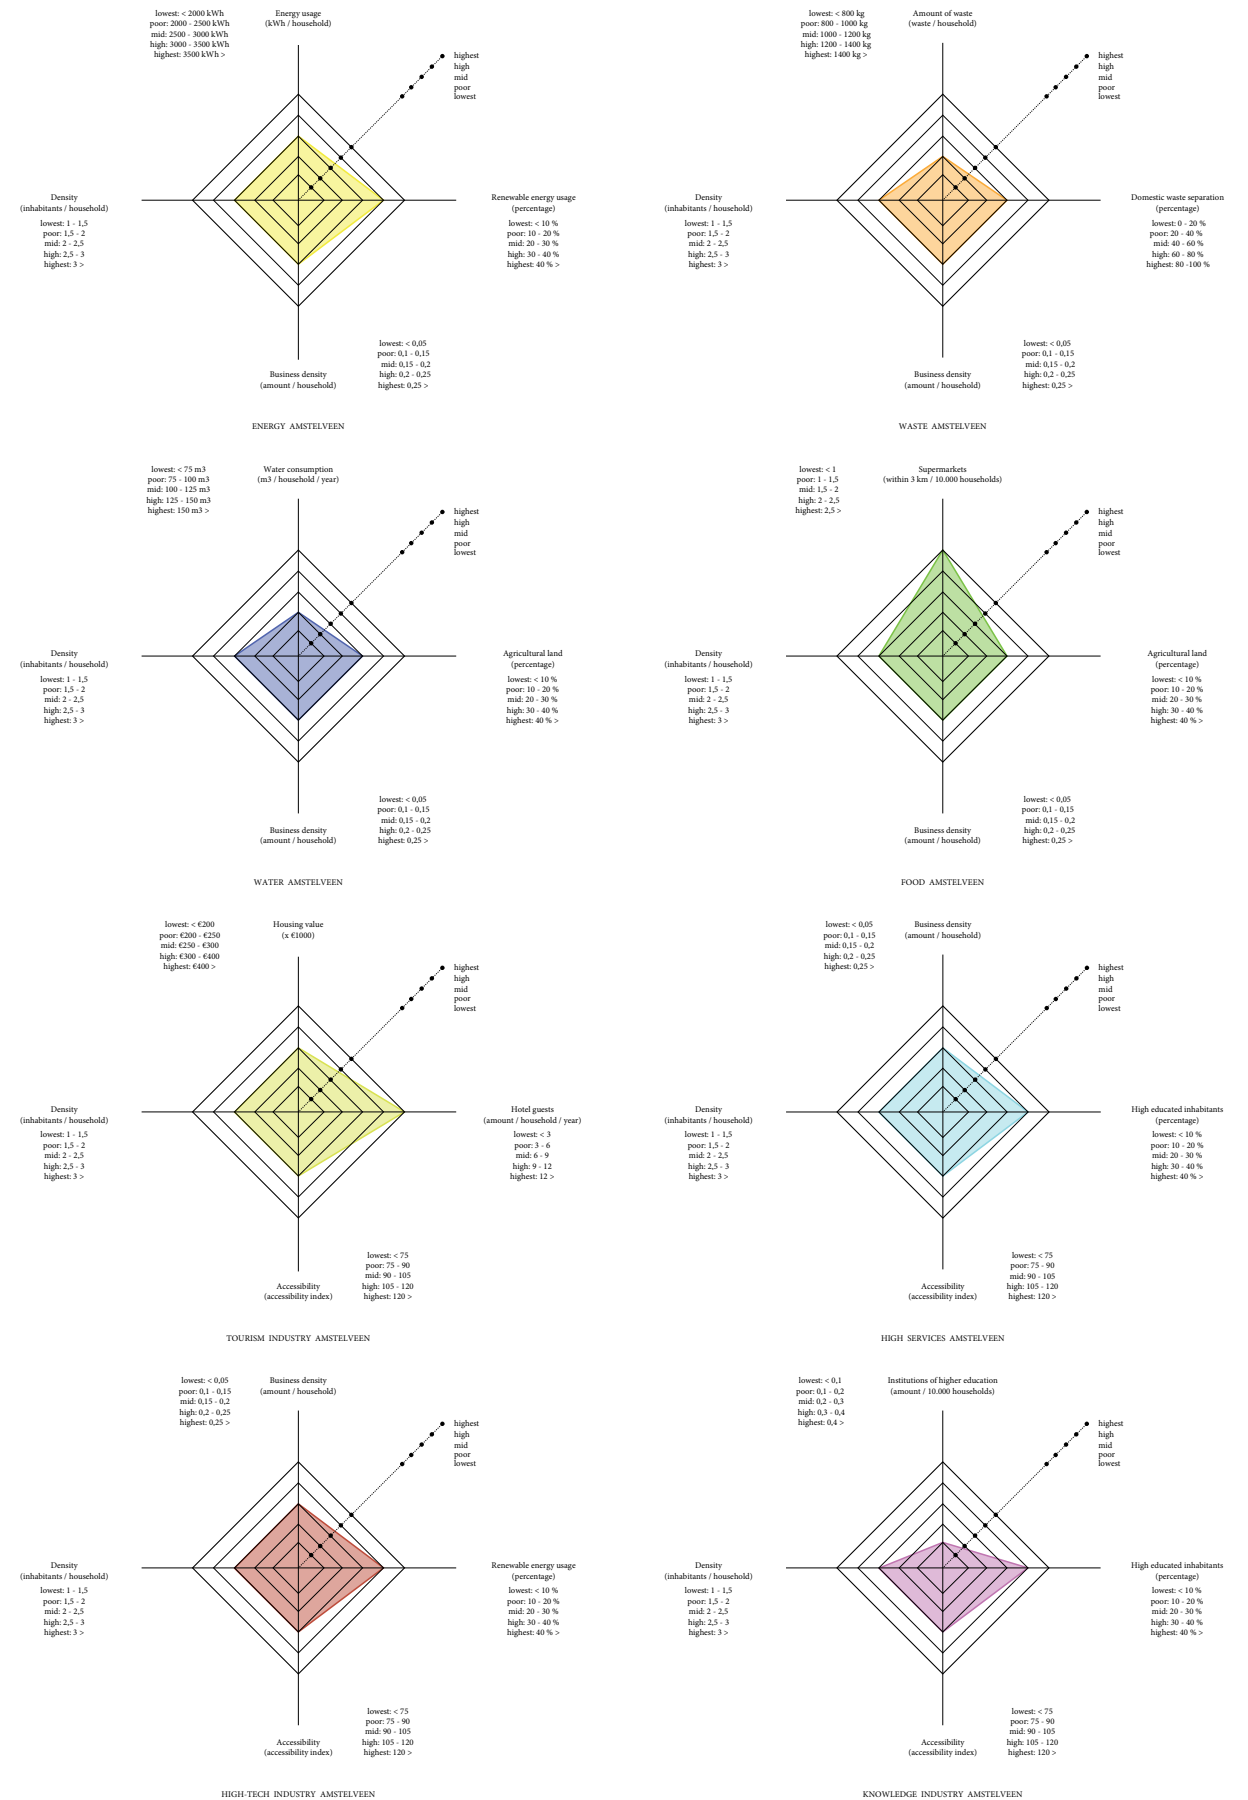 lowest: < 2000 kWh
poor: 2000 - 2500 kWh
mid: 2500 - 3000 kWh
high: 3000 - 3500 kWh
highest: 3500 kWh >
Energy usage
(kWh / household)
highest
high
mid
poor
lowest
Density
(inhabitants / household)
lowest: 1 - 1,5
poor: 1,5 - 2
mid: 2 - 2,5
high: 2,5 - 3
highest: 3 >
Renewable energy usage
(percentage)
lowest: < 10 %
poor: 10 - 20 %
mid: 20 - 30 %
high: 30 - 40 %
highest: 40 % >
lowest: < 0,05
poor: 0,1 - 0,15
mid: 0,15 - 0,2
high: 0,2 - 0,25
highest: 0,25 >
Business density
(amount / household)
ENERGY AMSTELVEEN
lowest: < 800 kg
poor: 800 - 1000 kg
mid: 1000 - 1200 kg
high: 1200 - 1400 kg
highest: 1400 kg >
Amount of waste
(waste / household)
highest
high
mid
poor
lowest
Density
(inhabitants / household)
lowest: 1 - 1,5
poor: 1,5 - 2
mid: 2 - 2,5
high: 2,5 - 3
highest: 3 >
Domestic waste separation
(percentage)
lowest: 0 - 20 %
poor: 20 - 40 %
mid: 40 - 60 %
high: 60 - 80 %
highest: 80 -100 %
lowest: < 0,05
poor: 0,1 - 0,15
mid: 0,15 - 0,2
high: 0,2 - 0,25
highest: 0,25 >
Business density
(amount / household)
WASTE AMSTELVEEN
lowest: < 75 m3
poor: 75 - 100 m3
mid: 100 - 125 m3
high: 125 - 150 m3
highest: 150 m3 >
Water consumption
(m3 / household / year)
highest
high
mid
poor
lowest
Density
(inhabitants / household)
lowest: 1 - 1,5
poor: 1,5 - 2
mid: 2 - 2,5
high: 2,5 - 3
highest: 3 >
Agricultural land
(percentage)
lowest: < 10 %
poor: 10 - 20 %
mid: 20 - 30 %
high: 30 - 40 %
highest: 40 % >
lowest: < 0,05
poor: 0,1 - 0,15
mid: 0,15 - 0,2
high: 0,2 - 0,25
highest: 0,25 >
Business density
(amount / household)
WATER AMSTELVEEN
lowest: < 1
poor: 1 - 1,5
mid: 1,5 - 2
high: 2 - 2,5
highest: 2,5 >
Supermarkets
(within 3 km / 10.000 households)
highest
high
mid
poor
lowest
Density
(inhabitants / household)
lowest: 1 - 1,5
poor: 1,5 - 2
mid: 2 - 2,5
high: 2,5 - 3
highest: 3 >
Agricultural land
(percentage)
lowest: < 10 %
poor: 10 - 20 %
mid: 20 - 30 %
high: 30 - 40 %
highest: 40 % >
lowest: < 0,05
poor: 0,1 - 0,15
mid: 0,15 - 0,2
high: 0,2 - 0,25
highest: 0,25 >
Business density
(amount / household)
FOOD AMSTELVEEN
lowest: < €200
poor: €200 - €250
mid: €250 - €300
high: €300 - €400
highest: €400 >
Housing value
(x €1000)
highest
high
mid
poor
lowest
Density
(inhabitants / household)
lowest: 1 - 1,5
poor: 1,5 - 2
mid: 2 - 2,5
high: 2,5 - 3
highest: 3 >
Hotel guests
(amount / household / year)
lowest: < 3
poor: 3 - 6
mid: 6 - 9
high: 9 - 12
highest: 12 >
lowest: < 75
poor: 75 - 90
mid: 90 - 105
high: 105 - 120
highest: 120 >
Accessibility
(accessibility index)
TOURISM INDUSTRY AMSTELVEEN
lowest: < 0,05
poor: 0,1 - 0,15
mid: 0,15 - 0,2
high: 0,2 - 0,25
highest: 0,25 >
Business density
(amount / household)
highest
high
mid
poor
lowest
Density
(inhabitants / household)
lowest: 1 - 1,5
poor: 1,5 - 2
mid: 2 - 2,5
high: 2,5 - 3
highest: 3 >
High educated inhabitants
(percentage)
lowest: < 10 %
poor: 10 - 20 %
mid: 20 - 30 %
high: 30 - 40 %
highest: 40 % >
lowest: < 75
poor: 75 - 90
mid: 90 - 105
high: 105 - 120
highest: 120 >
Accessibility
(accessibility index)
HIGH SERVICES AMSTELVEEN
lowest: < 0,05
poor: 0,1 - 0,15
mid: 0,15 - 0,2
high: 0,2 - 0,25
highest: 0,25 >
Business density
(amount / household)
highest
high
mid
poor
lowest
Density
(inhabitants / household)
lowest: 1 - 1,5
poor: 1,5 - 2
mid: 2 - 2,5
high: 2,5 - 3
highest: 3 >
Renewable energy usage
(percentage)
lowest: < 10 %
poor: 10 - 20 %
mid: 20 - 30 %
high: 30 - 40 %
highest: 40 % >
lowest: < 75
poor: 75 - 90
mid: 90 - 105
high: 105 - 120
highest: 120 >
Accessibility
(accessibility index)
HIGH-TECH INDUSTRY AMSTELVEEN
lowest: < 0,1
poor: 0,1 - 0,2
mid: 0,2 - 0,3
high: 0,3 - 0,4
highest: 0,4 >
Institutions of higher education
(amount / 10.000 households)
highest
high
mid
poor
lowest
Density
(inhabitants / household)
lowest: 1 - 1,5
poor: 1,5 - 2
mid: 2 - 2,5
high: 2,5 - 3
highest: 3 >
High educated inhabitants
(percentage)
lowest: < 10 %
poor: 10 - 20 %
mid: 20 - 30 %
high: 30 - 40 %
highest: 40 % >
lowest: < 75
poor: 75 - 90
mid: 90 - 105
high: 105 - 120
highest: 120 >
Accessibility
(accessibility index)
KNOWLEDGE INDUSTRY AMSTELVEEN